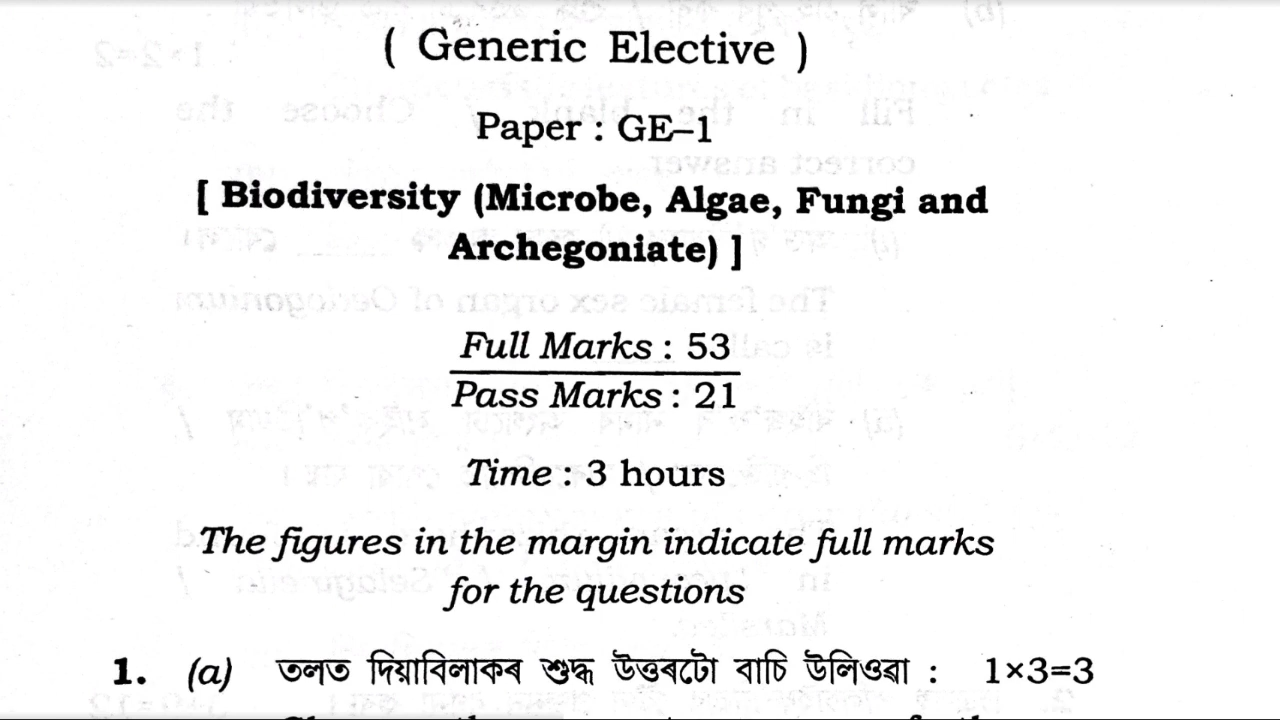 ( Generic Elective )
Paper : GE–1
[ Biodiversity (Microbe, Algae, Fungi and
Archegoniate) ]
Full Marks : 53
Pass Marks : 21
Time : 3 hours
The figures in the margin indicate full marks
for the questions
1. (a) তলত দিয়াবিলাকৰ শুদ্ধ উত্তৰটো বাচি উলিওৱা : 1×3=3